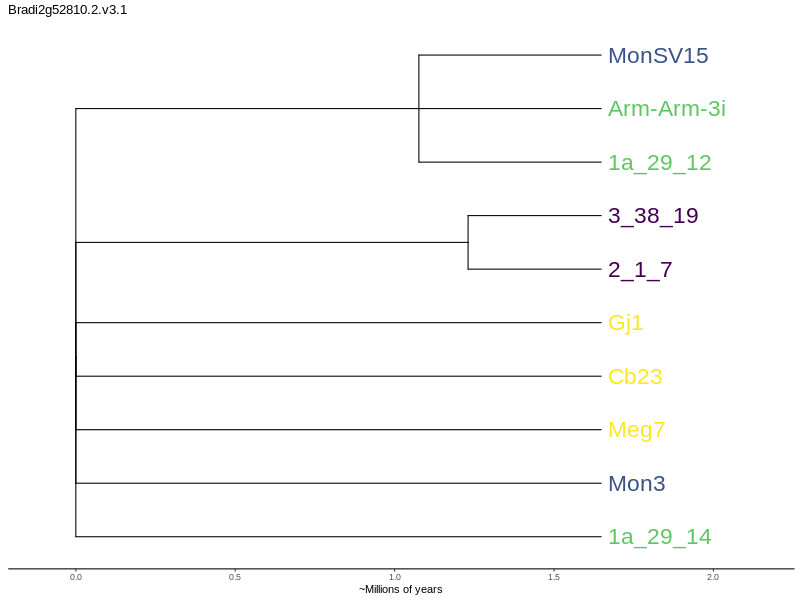 Bradi2g52810.2.v3.1
MonSV15
Arm-Arm-3i
1a_29_12
3_38_19
2_1_7
Gj1
Cb23
Meg7
Mon3
1a_29_14
0.0 0.5 1.0 1.5 2.0
~Millions of years